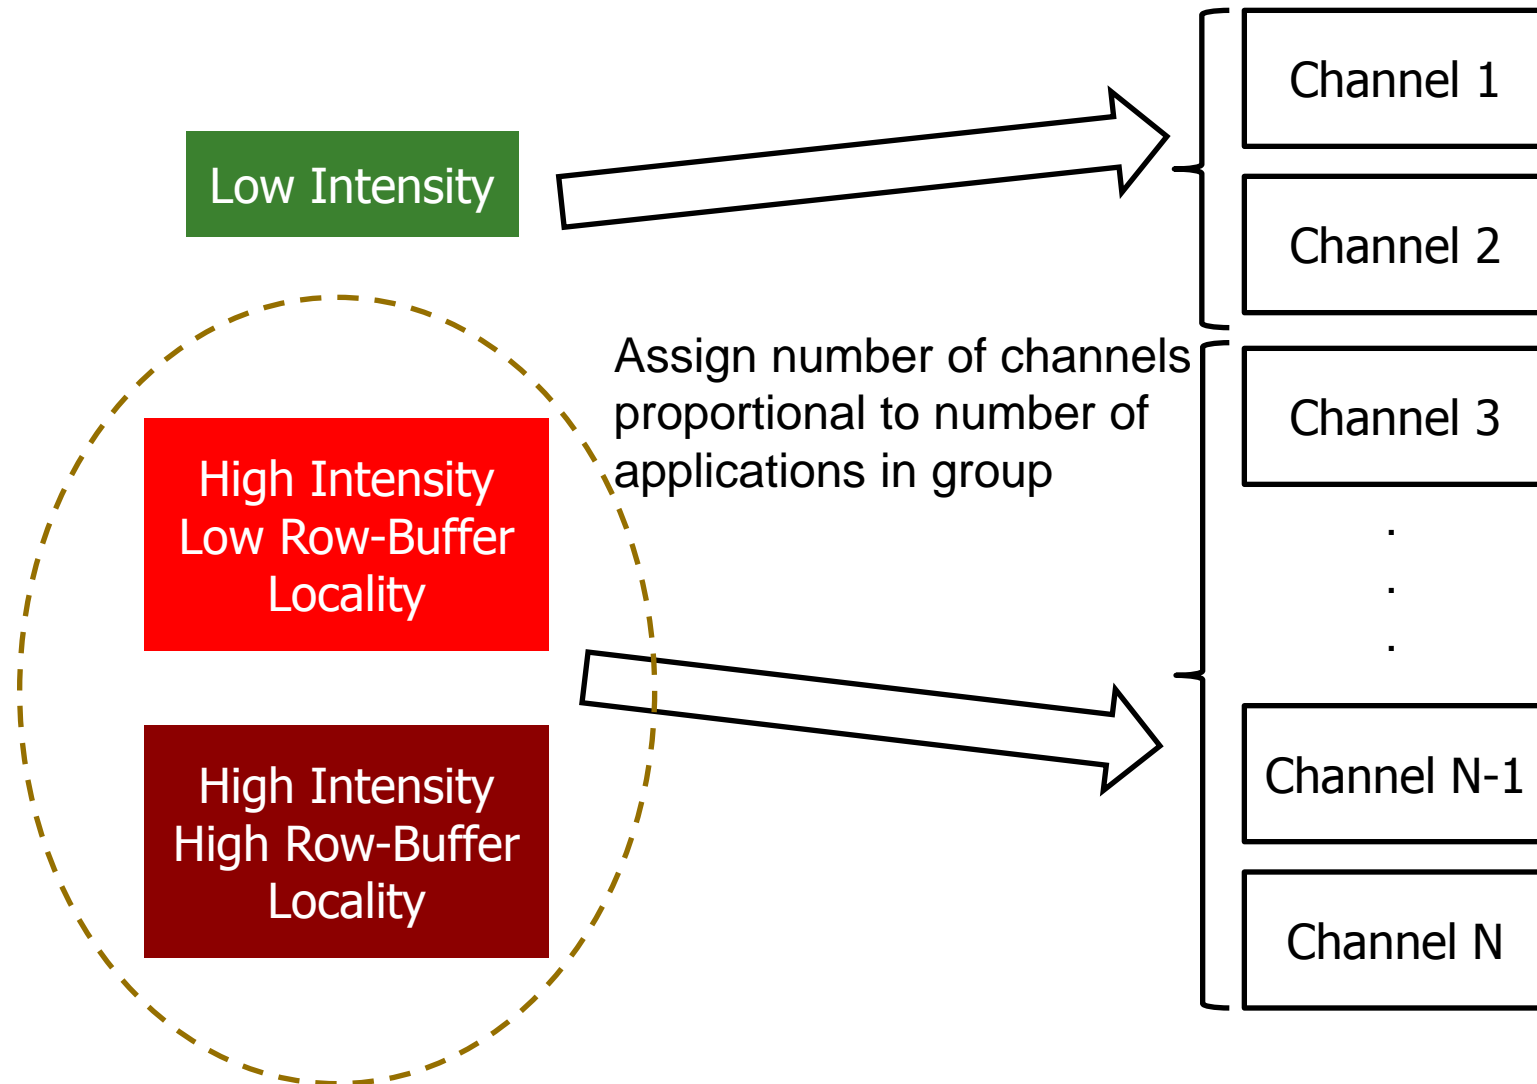 Low Intensity
High Intensity
Low Row-Buffer
Locality
High Intensity
High Row-Buffer
Locality
Assign number of channels
proportional to number of
applications in group
Channel 1
Channel 2
Channel 3
.
.
.
Channel N-1
Channel N